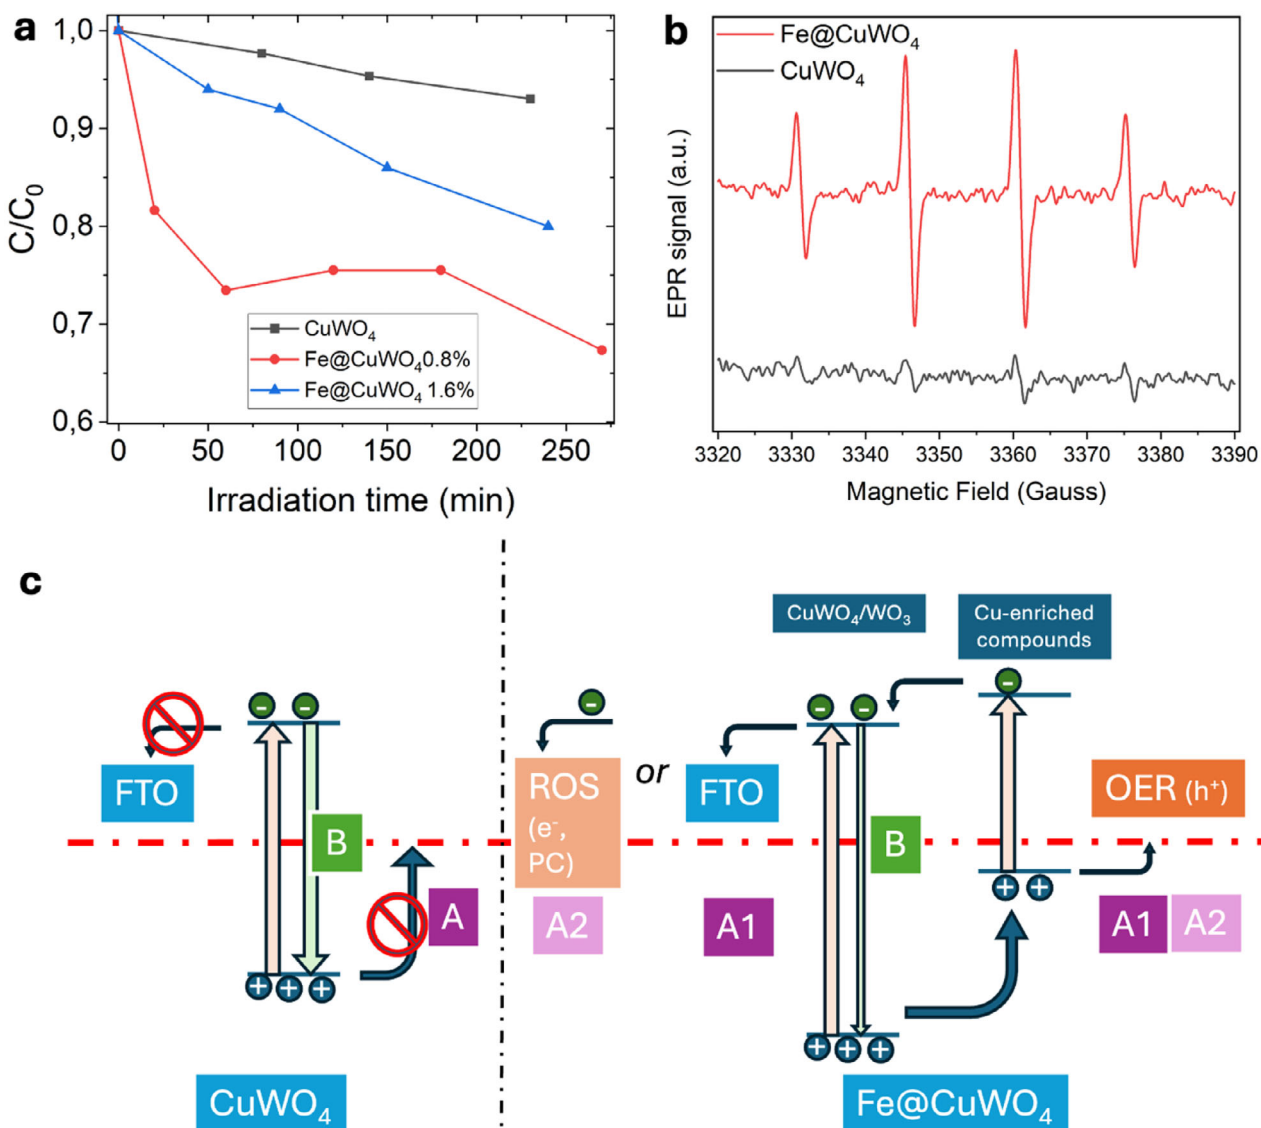 a
1,0
0,9
0,8
0,7
0,6
C/C₀
CuWO₄
Fe@CuWO₄0.8%
Fe@CuWO₄ 1.6%
0 50 100 150 200 250
Irradiation time (min)
b
Fe@CuWO₄
CuWO₄
EPR signal (a.u.)
3320 3330 3340 3350 3360 3370 3380 3390
Magnetic Field (Gauss)
c
FTO
B
A
CuWO₄
ROS
(e⁻,
PC)
A2
or
CuWO₄/WO₃
Cu-enriched
compounds
FTO
B
A1
OER (h⁺)
A1 A2
Fe@CuWO₄